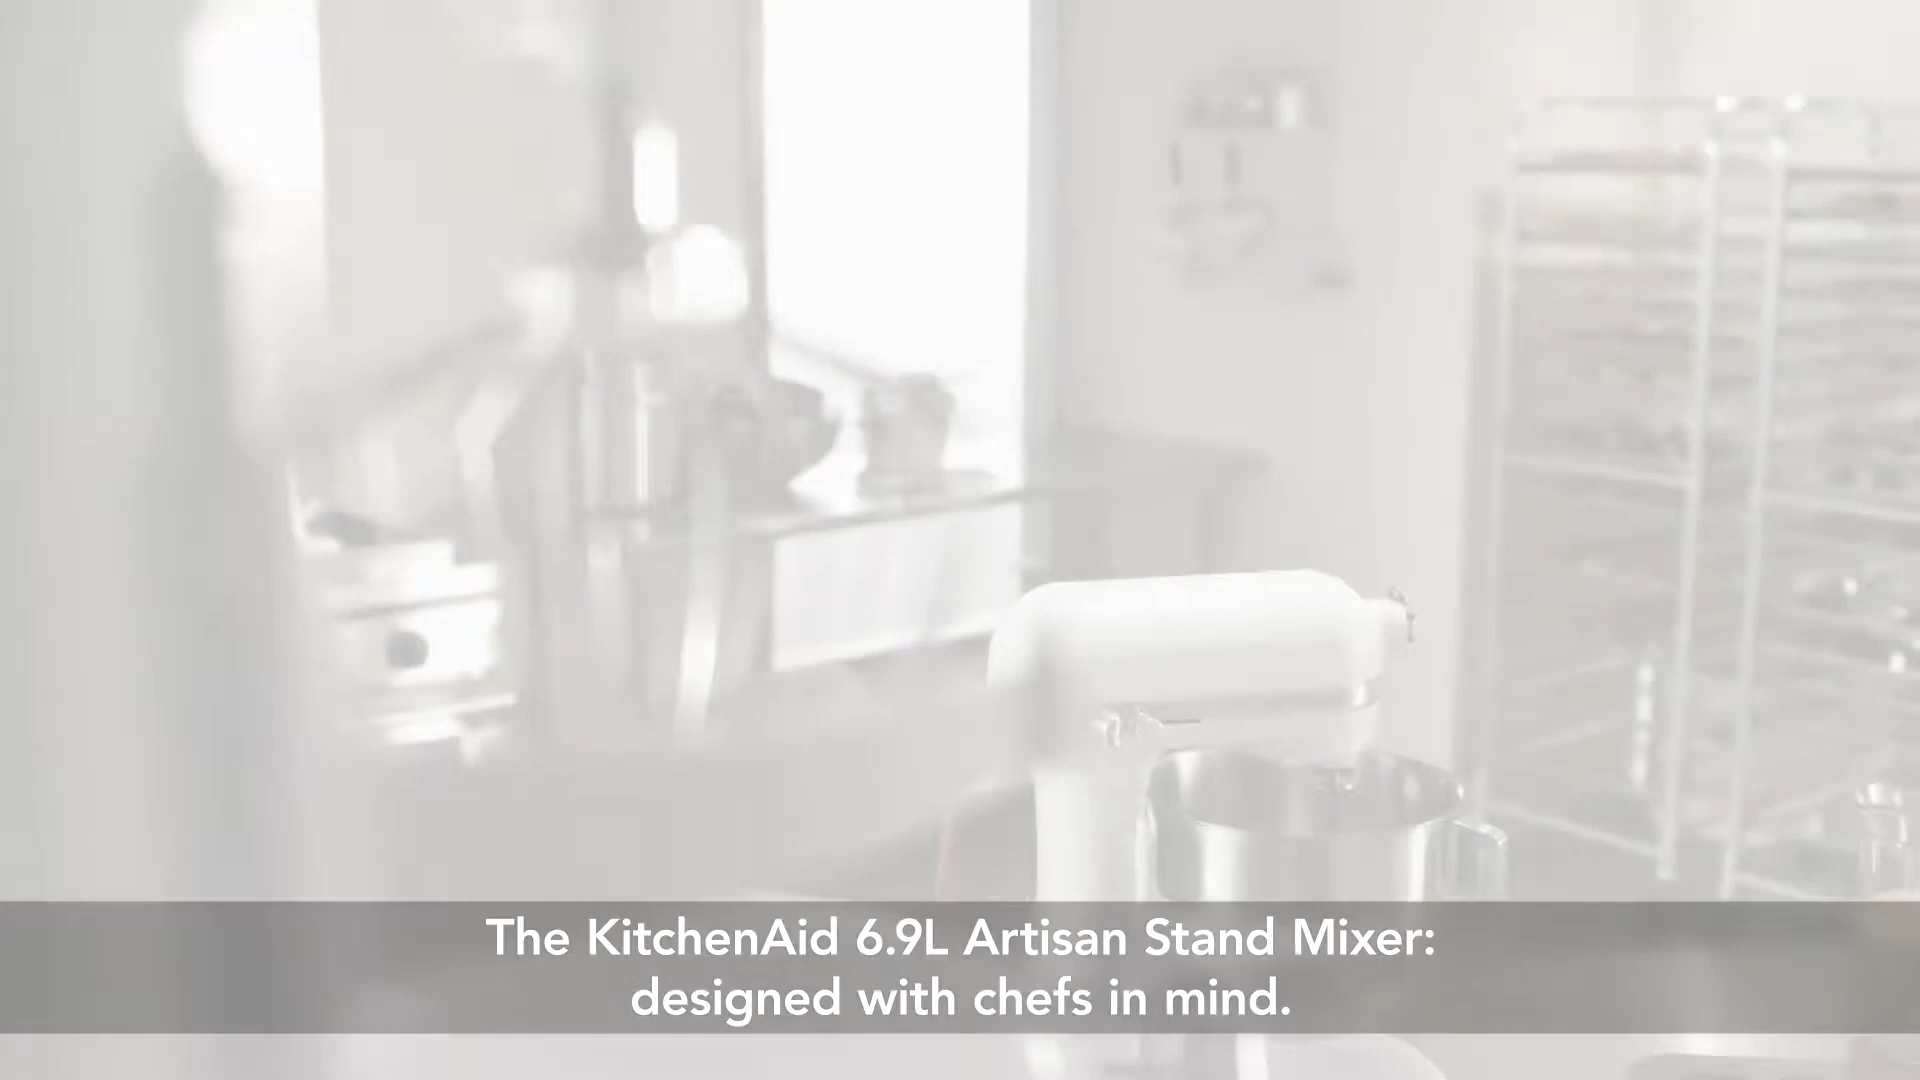 The KitchenAid 6.9L Artisan Stand Mixer:
designed with chefs in mind.